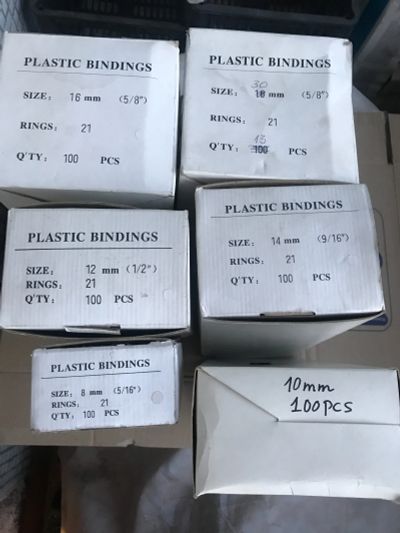 PLASTIC BINDINGS
SIZE: 16 mm (5/8")
RINGS: 21
Q'TY: 100 PCS
PLASTIC BINDINGS
30
SIZE: 16 mm (5/8")
RINGS: 21
15
Q'TY: 100 PCS
PLASTIC BINDINGS
SIZE: 12 mm (1/2")
RINGS: 21
Q'TY: 100 PCS
PLASTIC BINDINGS
SIZE: 14 mm (9/16")
RINGS: 21
Q'TY: 100 PCS
PLASTIC BINDINGS
SIZE: 8 mm (5/16")
RINGS: 21
Q'TY: 100 PCS
10mm
100pcs